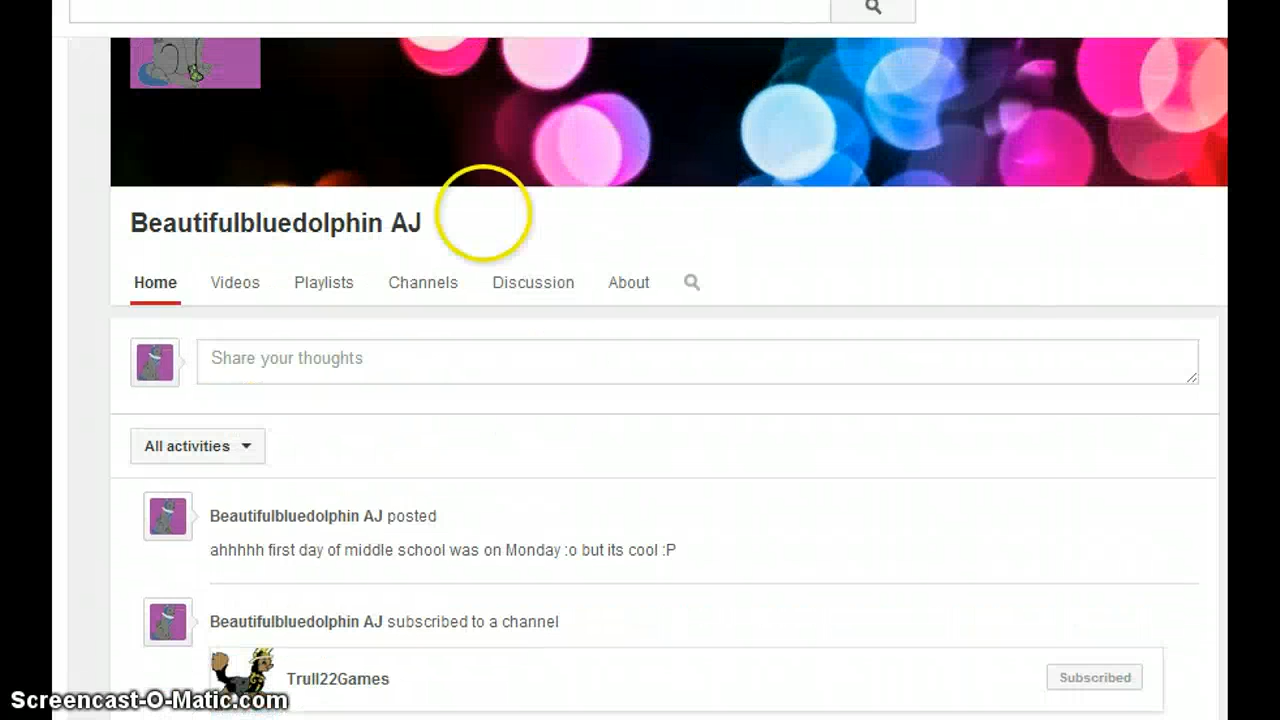 Beautifulbluedolphin AJ
Home Videos Playlists Channels Discussion About
Share your thoughts
All activities
Beautifulbluedolphin AJ posted
ahhhhh first day of middle school was on Monday :o but its cool :P
Beautifulbluedolphin AJ subscribed to a channel
Trull22Games Subscribed
Screencast-O-Matic.com